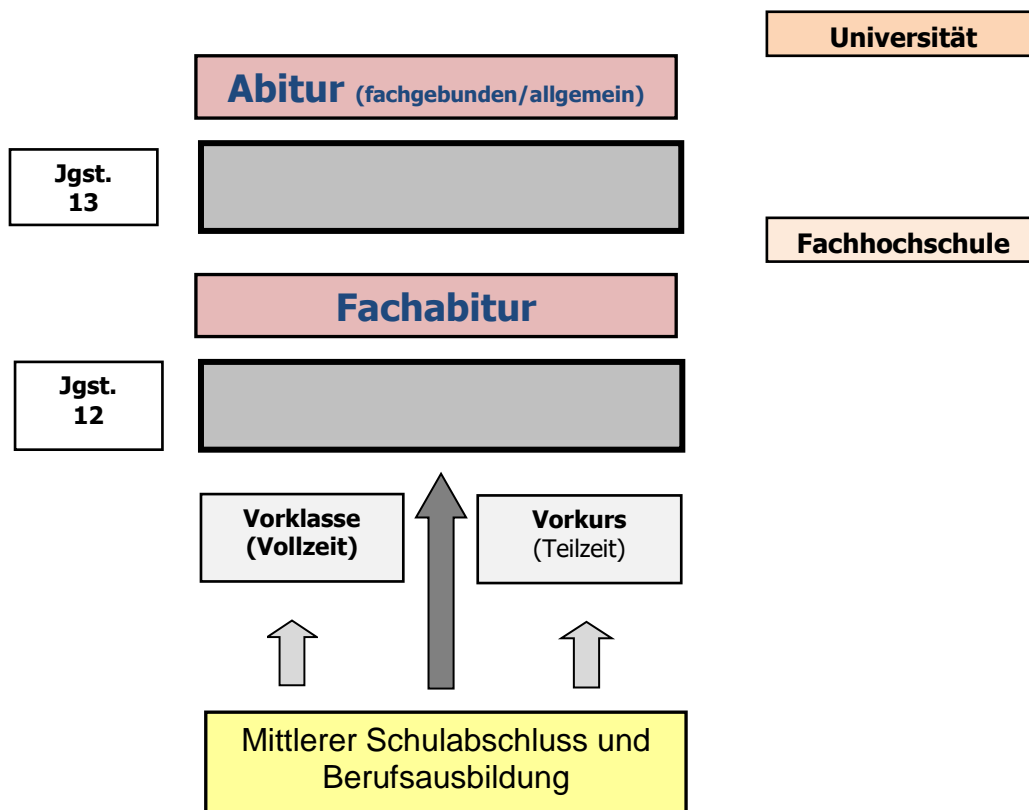 Universität
Abitur (fachgebunden/allgemein)
Jgst.
13
Fachhochschule
Fachabitur
Jgst.
12
Vorklasse
(Vollzeit)
Vorkurs
(Teilzeit)
Mittlerer Schulabschluss und
Berufsausbildung